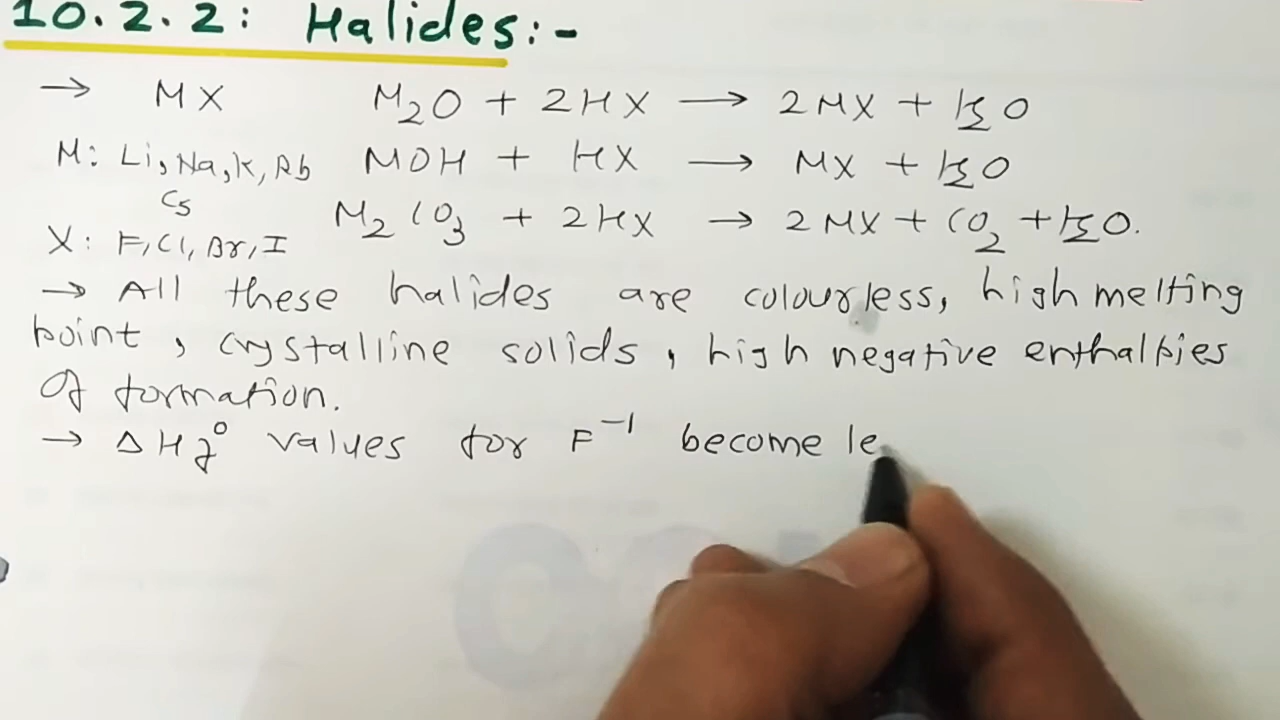 10.2.2: Halides:-
→ MX M₂O + 2HX → 2MX + H₂O
M: Li, Na, K, Rb MOH + HX → MX + H₂O
Cs
M₂CO₃ + 2HX → 2MX + CO₂ + H₂O.
X: F, Cl, Br, I
→ All these halides are colourless, high melting
point, crystalline solids, high negative enthalpies
of formation.
→ ΔHf⁰ values for F⁻¹ become le